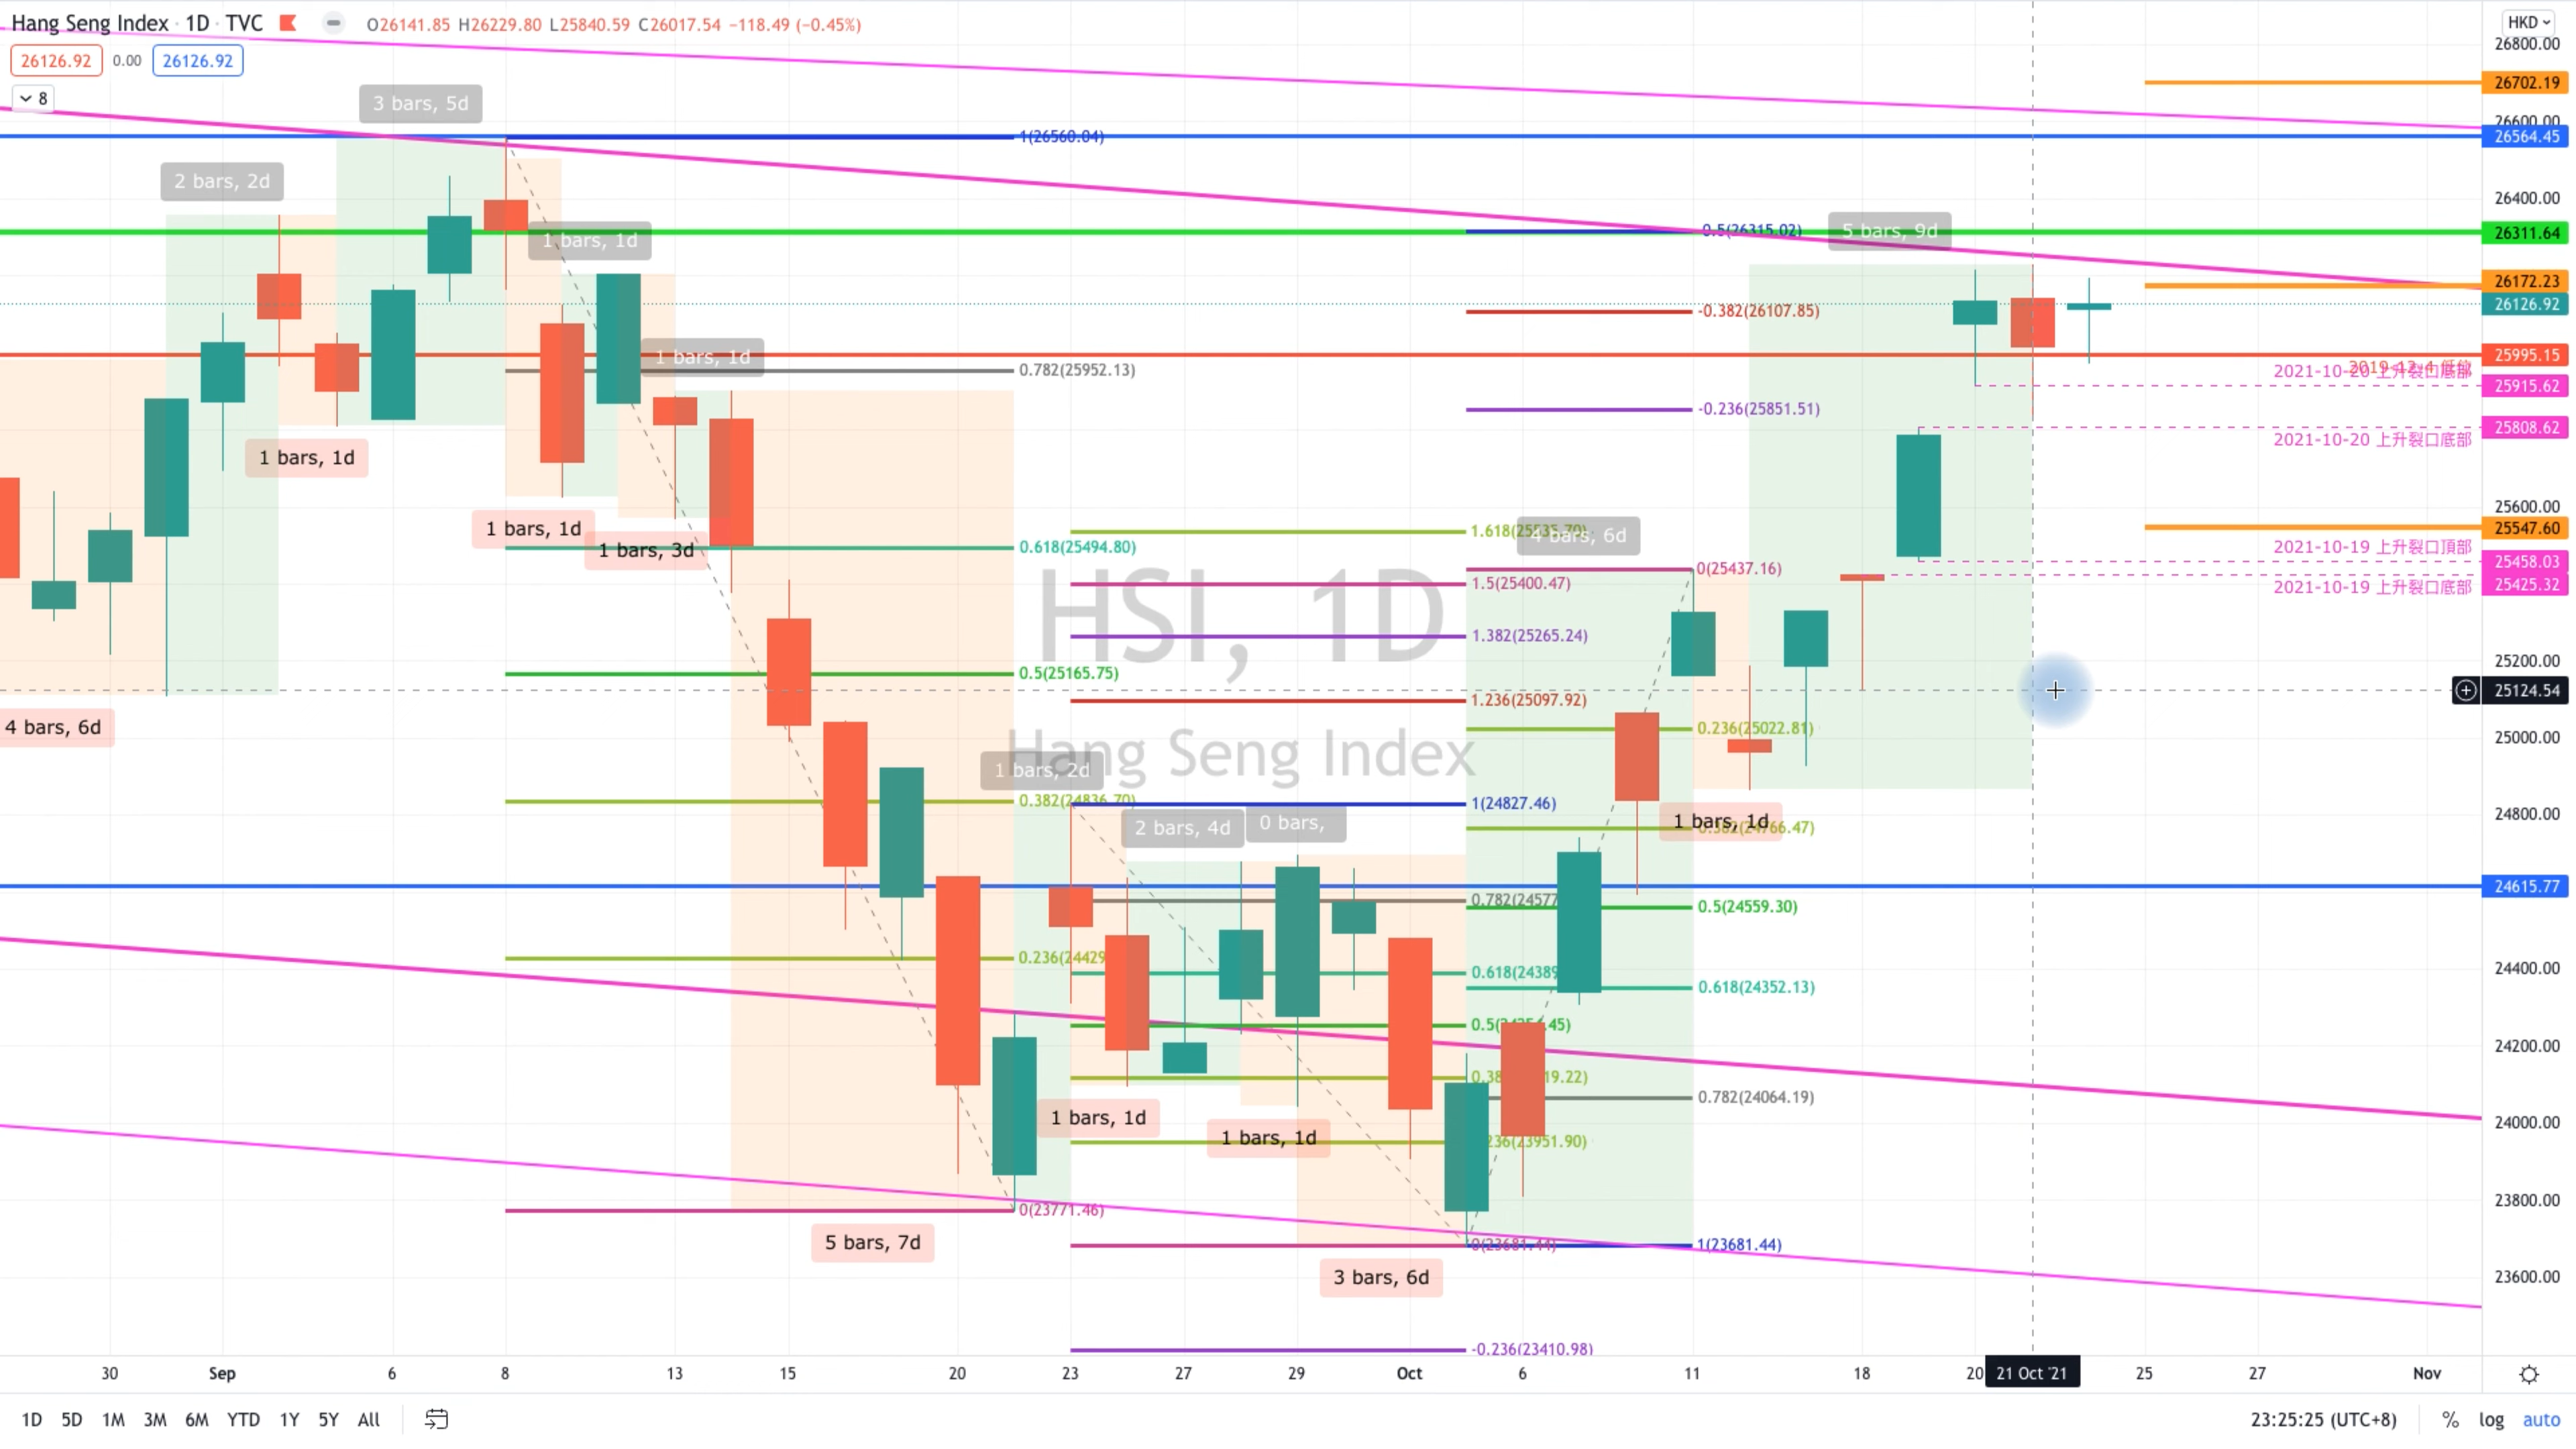 Hang Seng Index · 1D · TVC O26141.85 H26229.80 L25840.59 C26017.54 −118.49 (−0.45%)
HKD
26126.92 0.00 26126.92
8
26800.00
26702.19
3 bars, 5d
26600.00
1(26560.04)
26564.45
2 bars, 2d
26400.00
1 bars, 1d
0.5(26315.02)
5 bars, 9d
26311.64
26172.23
26126.92
-0.382(26107.85)
1 bars, 1d
25995.15
2021-10-20 上升裂口底部
0.782(25952.13)
25915.62
-0.236(25851.51)
25808.62
2021-10-20 上升裂口底部
1 bars, 1d
25600.00
1 bars, 1d
25547.60
4 bars, 6d
1 bars, 3d
0.618(25494.80)
2021-10-19 上升裂口頂部
25458.03
0(25437.16)
1.5(25400.47)
25425.32
2021-10-19 上升裂口底部
HSI, 1D
1.382(25265.24)
25200.00
0.5(25165.75)
25124.54
1.236(25097.92)
4 bars, 6d
0.236(25022.81)
25000.00
Hang Seng Index
1 bars, 2d
0.382(24836.70)
1(24827.46)
24800.00
2 bars, 4d
0 bars,
1 bars, 1d
24615.77
0.782(24577
0.5(24559.30)
0.236(24429
24400.00
0.618(24389
0.618(24352.13)
24200.00
0.782(24064.19)
1 bars, 1d
24000.00
1 bars, 1d
0(23771.46)
23800.00
5 bars, 7d
1(23681.44)
3 bars, 6d
23600.00
-0.236(23410.98)
30 Sep 6 8 13 15 20 23 27 29 Oct 6 11 18 20 21 Oct '21 25 27 Nov
1D 5D 1M 3M 6M YTD 1Y 5Y All
23:25:25 (UTC+8) % log auto